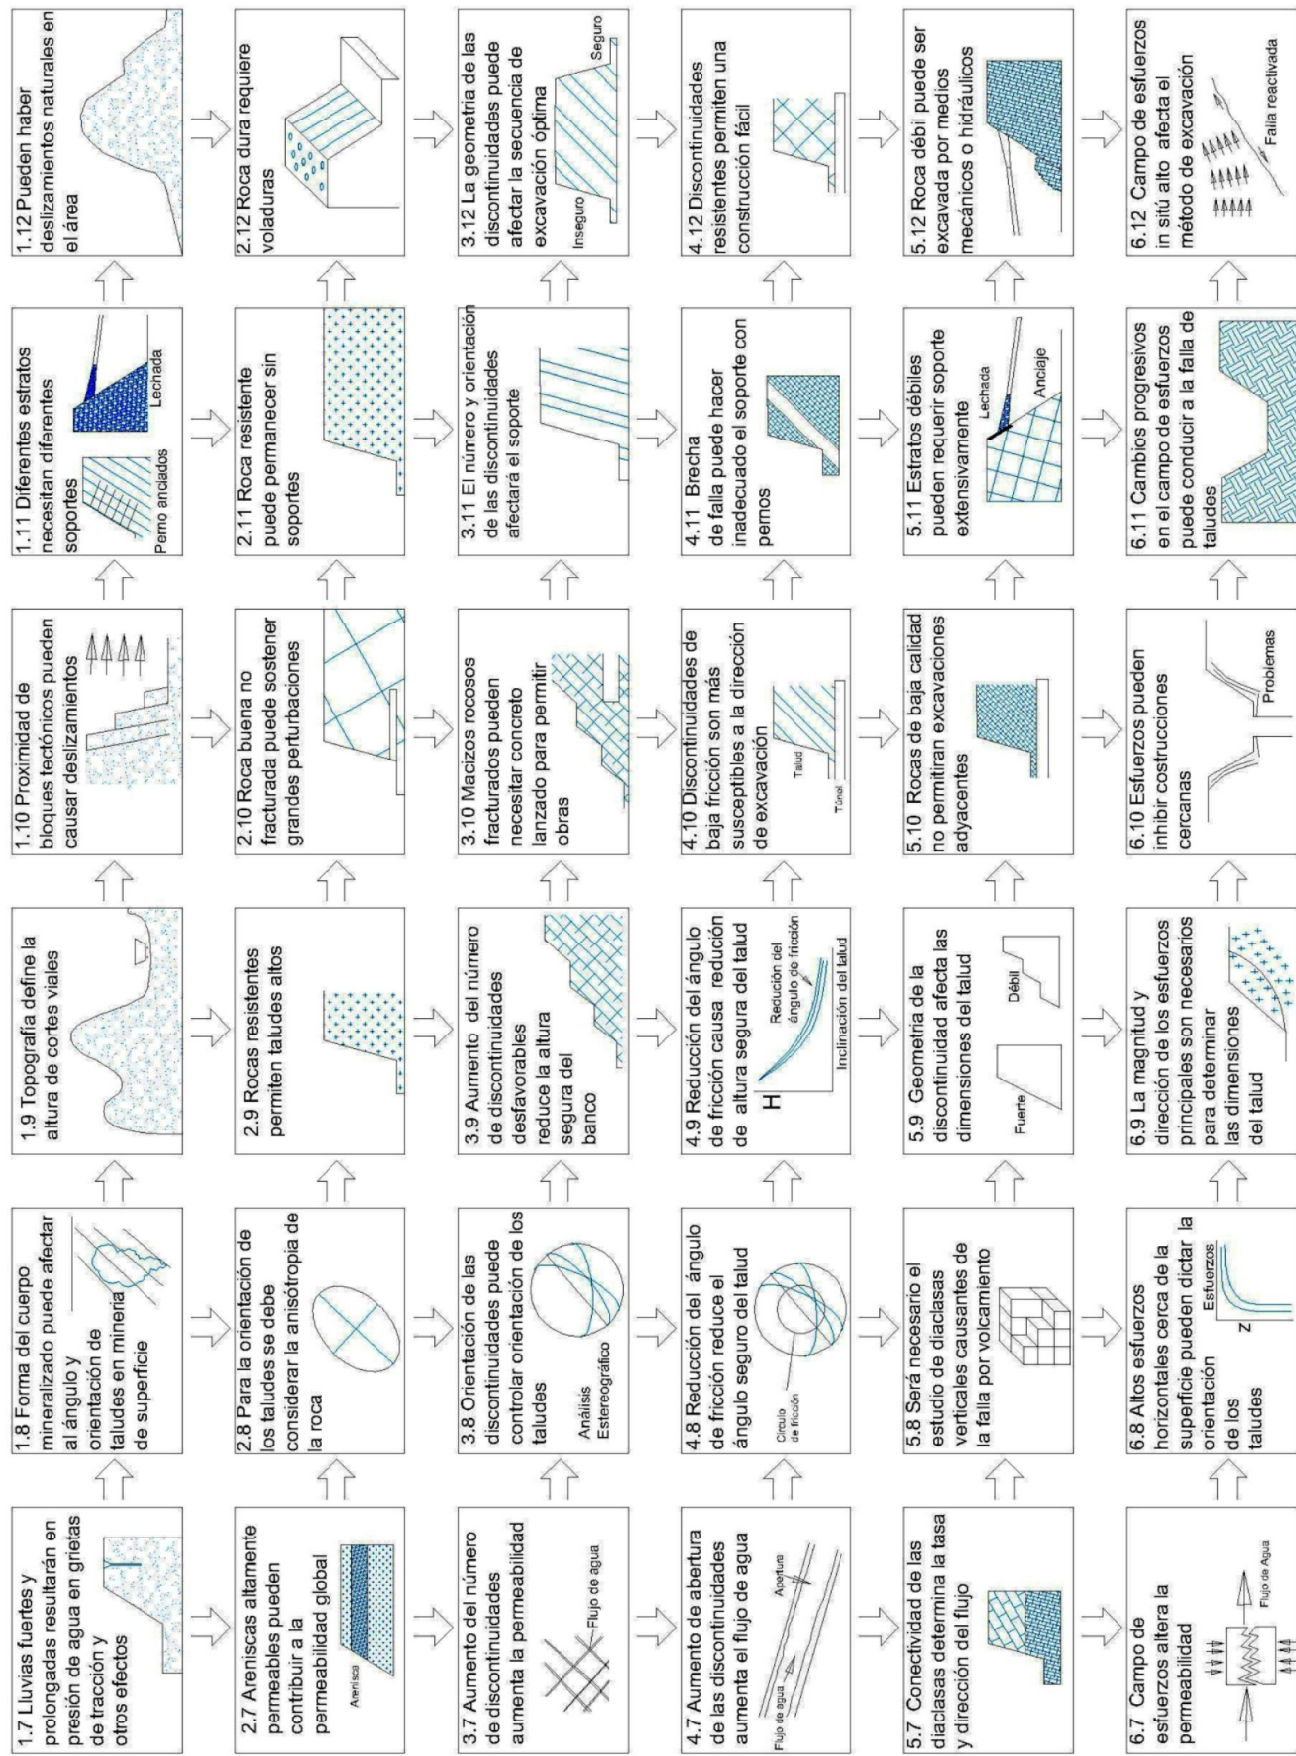 1.7 Lluvias fuertes y
prolongadas resultarán en
presión de agua en grietas
de tracción y
otros efectos
1.8 Forma del cuerpo
mineralizado puede afectar
al ángulo y
orientación de
taludes en minería
de superficie
1.9 Topografía define la
altura de cortes viales
1.10 Proximidad de
bloques tectónicos pueden
causar deslizamientos
1.11 Diferentes estratos
necesitan diferentes
soportes
Perno anclados
Lechada
1.12 Pueden haber
deslizamientos naturales en
el área
2.7 Areniscas altamente
permeables pueden
contribuir a la
permeabilidad global
Arenisca
2.8 Para la orientación de
los taludes se debe
considerar la anisótropia de
la roca
2.9 Rocas resistentes
permiten taludes altos
2.10 Roca buena no
fracturada puede sostener
grandes perturbaciones
2.11 Roca resistente
puede permanecer sin
soportes
2.12 Roca dura requiere
voladuras
3.7 Aumento del número
de discontinuidades
aumenta la permeabilidad
Flujo de agua
3.8 Orientación de las
discontinuidades puede
controlar orientación de los
taludes
Análisis
Estereográfico
3.9 Aumento del número
de discontinuidades
desfavorables
reduce la altura
segura del
banco
3.10 Macizos rocosos
fracturados pueden
necesitar concreto
lanzado para permitir
obras
3.11 El número y orientación
de las discontinuidades
afectará el soporte
3.12 La geometria de las
discontinuidades puede
afectar la secuencia de
excavación óptima
Inseguro
Seguro
4.7 Aumento de abertura
de las discontinuidades
aumenta el flujo de agua
Flujo de agua
Apertura
4.8 Reducción del ángulo
de fricción reduce el
ángulo seguro del talud
Círculo
de fricción
4.9 Reducción del ángulo
de fricción causa redución
de altura segura del talud
H
Redución del
ángulo de fricción
Inclinación del talud
4.10 Discontinuidades de
baja fricción son más
susceptibles a la dirección
de excavación
Talud
Túnel
4.11 Brecha
de falla puede hacer
inadecuado el soporte con
pernos
4.12 Discontinuidades
resistentes permiten una
construcción fácil
5.7 Conectividad de las
diaclasas determina la tasa
y dirección del flujo
5.8 Será necesario el
estudio de diaclasas
verticales causantes de
la falla por volcamiento
5.9 Geometria de la
discontinuidad afecta las
dimensiones del talud
Fuerte
Débil
5.10 Rocas de baja calidad
no permitiran excavaciones
adyacentes
5.11 Estratos débiles
pueden requerir soporte
extensivamente
Lechada
Anclaje
5.12 Roca débil puede ser
excavada por medios
mecánicos o hidráulicos
6.7 Campo de
esfuerzos altera la
permeabilidad
Flujo de Agua
6.8 Altos esfuerzos
horizontales cerca de la
superficie pueden dictar la
orientación
de los
taludes
Esfuerzos
Z
6.9 La magnitud y
dirección de los esfuerzos
principales son necesarios
para determinar
las dimensiones
del talud
6.10 Esfuerzos pueden
inhibir costrucciones
cercanas
Problemas
6.11 Cambios progresivos
en el campo de esfuerzos
puede conducir a la falla de
taludes
6.12 Campo de esfuerzos
in sitú alto afecta el
método de excavación
Falla reactivada